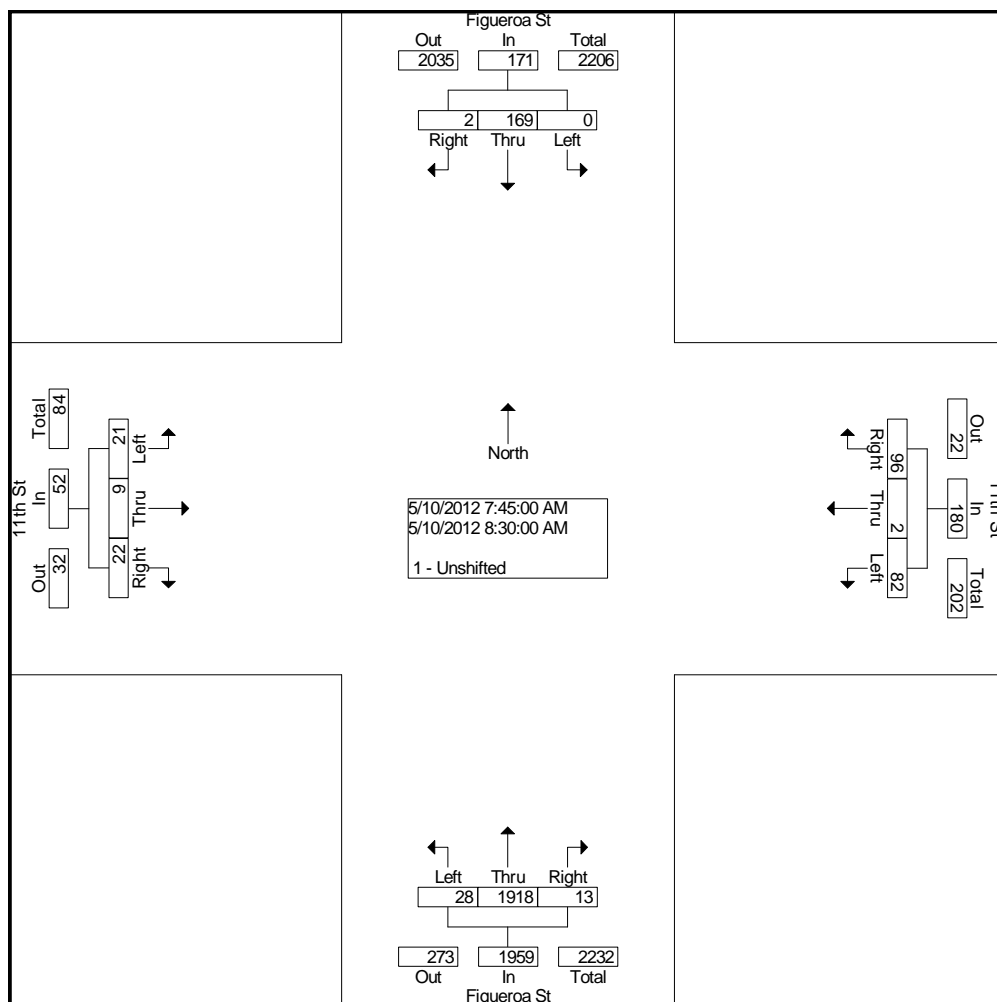 Figueroa St
Out In Total
2035 171 2206
2 169 0
Right Thru Left
Total 84
In 52
Out 32
11th St
21 Left
9 Thru
22 Right
North
5/10/2012 7:45:00 AM
5/10/2012 8:30:00 AM
1 - Unshifted
Right 96
Thru 2
Left 82
Out 22
In 180
Total 202
11th St
Left Thru Right
28 1918 13
273 1959 2232
Out In Total
Figueroa St